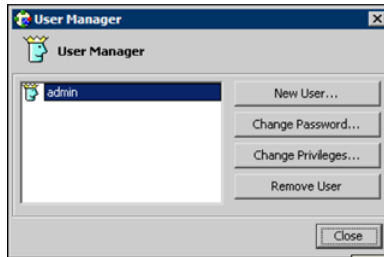 User Manager
User Manager
admin
New User...
Change Password...
Change Privileges...
Remove User
Close